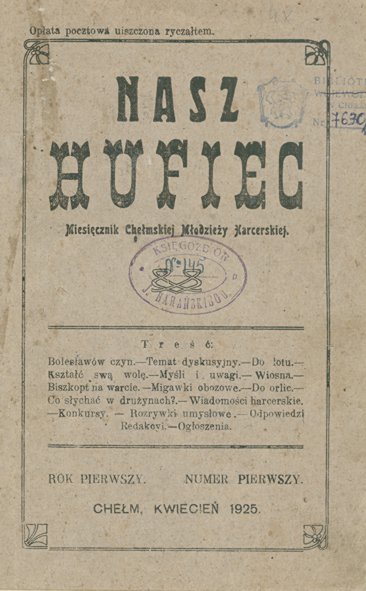 Opłata pocztowa uiszczona ryczałtem.
NASZ
HUFIEC
Miesięcznik Chełmskiej Młodzieży Harcerskiej.
KSIĘGOZBIÓR
Treść:
Bolesławów czyn.—Temat dyskusyjny.—Do lotu.—
Kształć swą wolę.—Myśli i uwagi.—Wiosna.—
Biszkopt na warcie.—Migawki obozowe.—Do orlic.—
Co słychać w drużynach?.—Wiadomości harcerskie.
—Konkursy. — Rozrywki umysłowe.—Odpowiedzi
Redakcyi.—Ogłoszenia.
ROK PIERWSZY. NUMER PIERWSZY.
CHEŁM, KWIECIEŃ 1925.